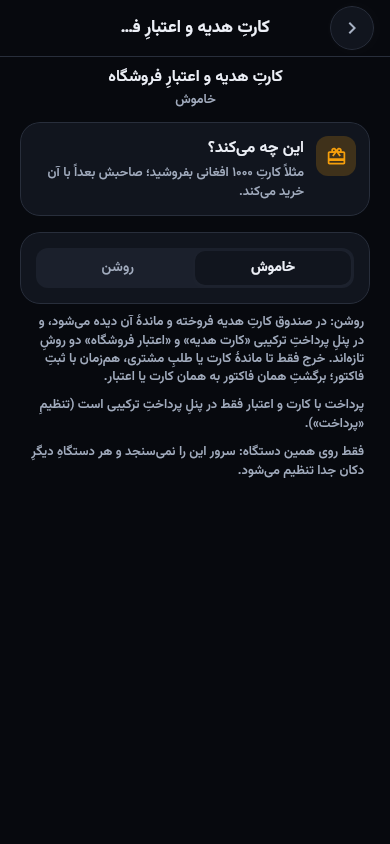 کارتِ هدیه و اعتبارِ فـ...
کارتِ هدیه و اعتبارِ فروشگاه
خاموش
این چه می‌کند؟
مثلاً کارتِ ۱۰۰۰ افغانی بفروشید؛ صاحبش بعداً با آن
خرید می‌کند.
خاموش
روشن
روشن: در صندوق کارتِ هدیه فروخته و ماندهٔ آن دیده می‌شود، و
در پنلِ پرداختِ ترکیبی «کارت هدیه» و «اعتبار فروشگاه» دو روشِ
تازه‌اند. خرج فقط تا ماندهٔ کارت یا طلبِ مشتری، هم‌زمان با ثبتِ
فاکتور؛ برگشتِ همان فاکتور به همان کارت یا اعتبار.
پرداخت با کارت و اعتبار فقط در پنلِ پرداختِ ترکیبی است (تنظیمِ
«پرداخت»).
فقط روی همین دستگاه: سرور این را نمی‌سنجد و هر دستگاهِ دیگرِ
دکان جدا تنظیم می‌شود.